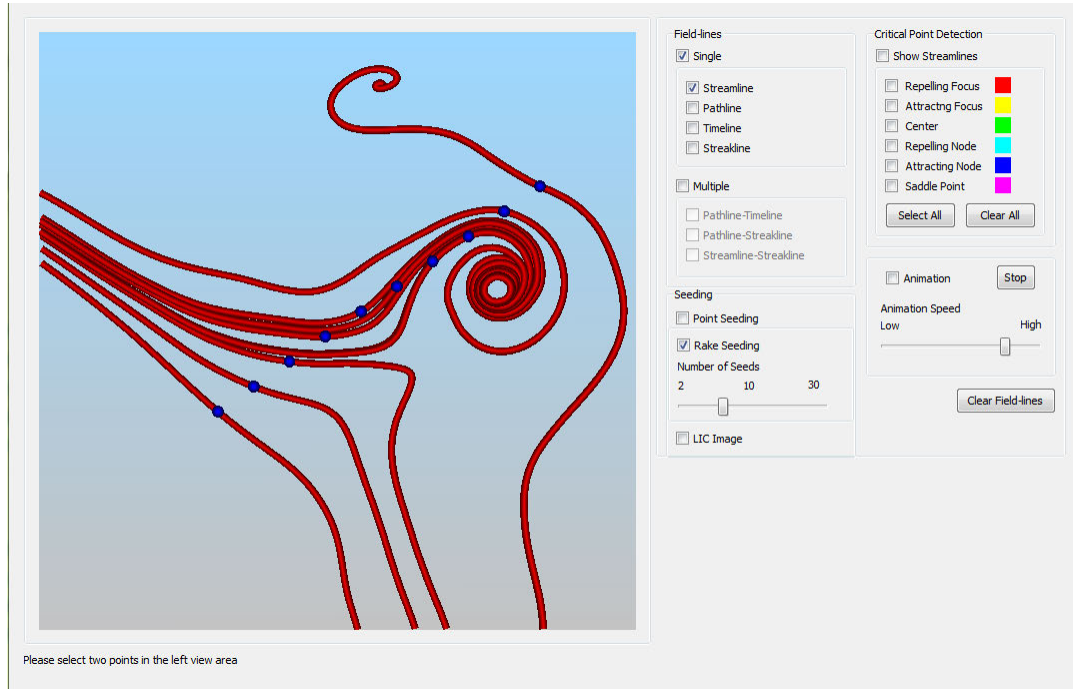 Field-lines
Single
Streamline
Pathline
Timeline
Streakline
Multiple
Pathline-Timeline
Pathline-Streakline
Streamline-Streakline
Seeding
Point Seeding
Rake Seeding
Number of Seeds
2 10 30
LIC Image
Critical Point Detection
Show Streamlines
Repelling Focus
Attractng Focus
Center
Repelling Node
Attracting Node
Saddle Point
Select All Clear All
Animation Stop
Animation Speed
Low High
Clear Field-lines
Please select two points in the left view area